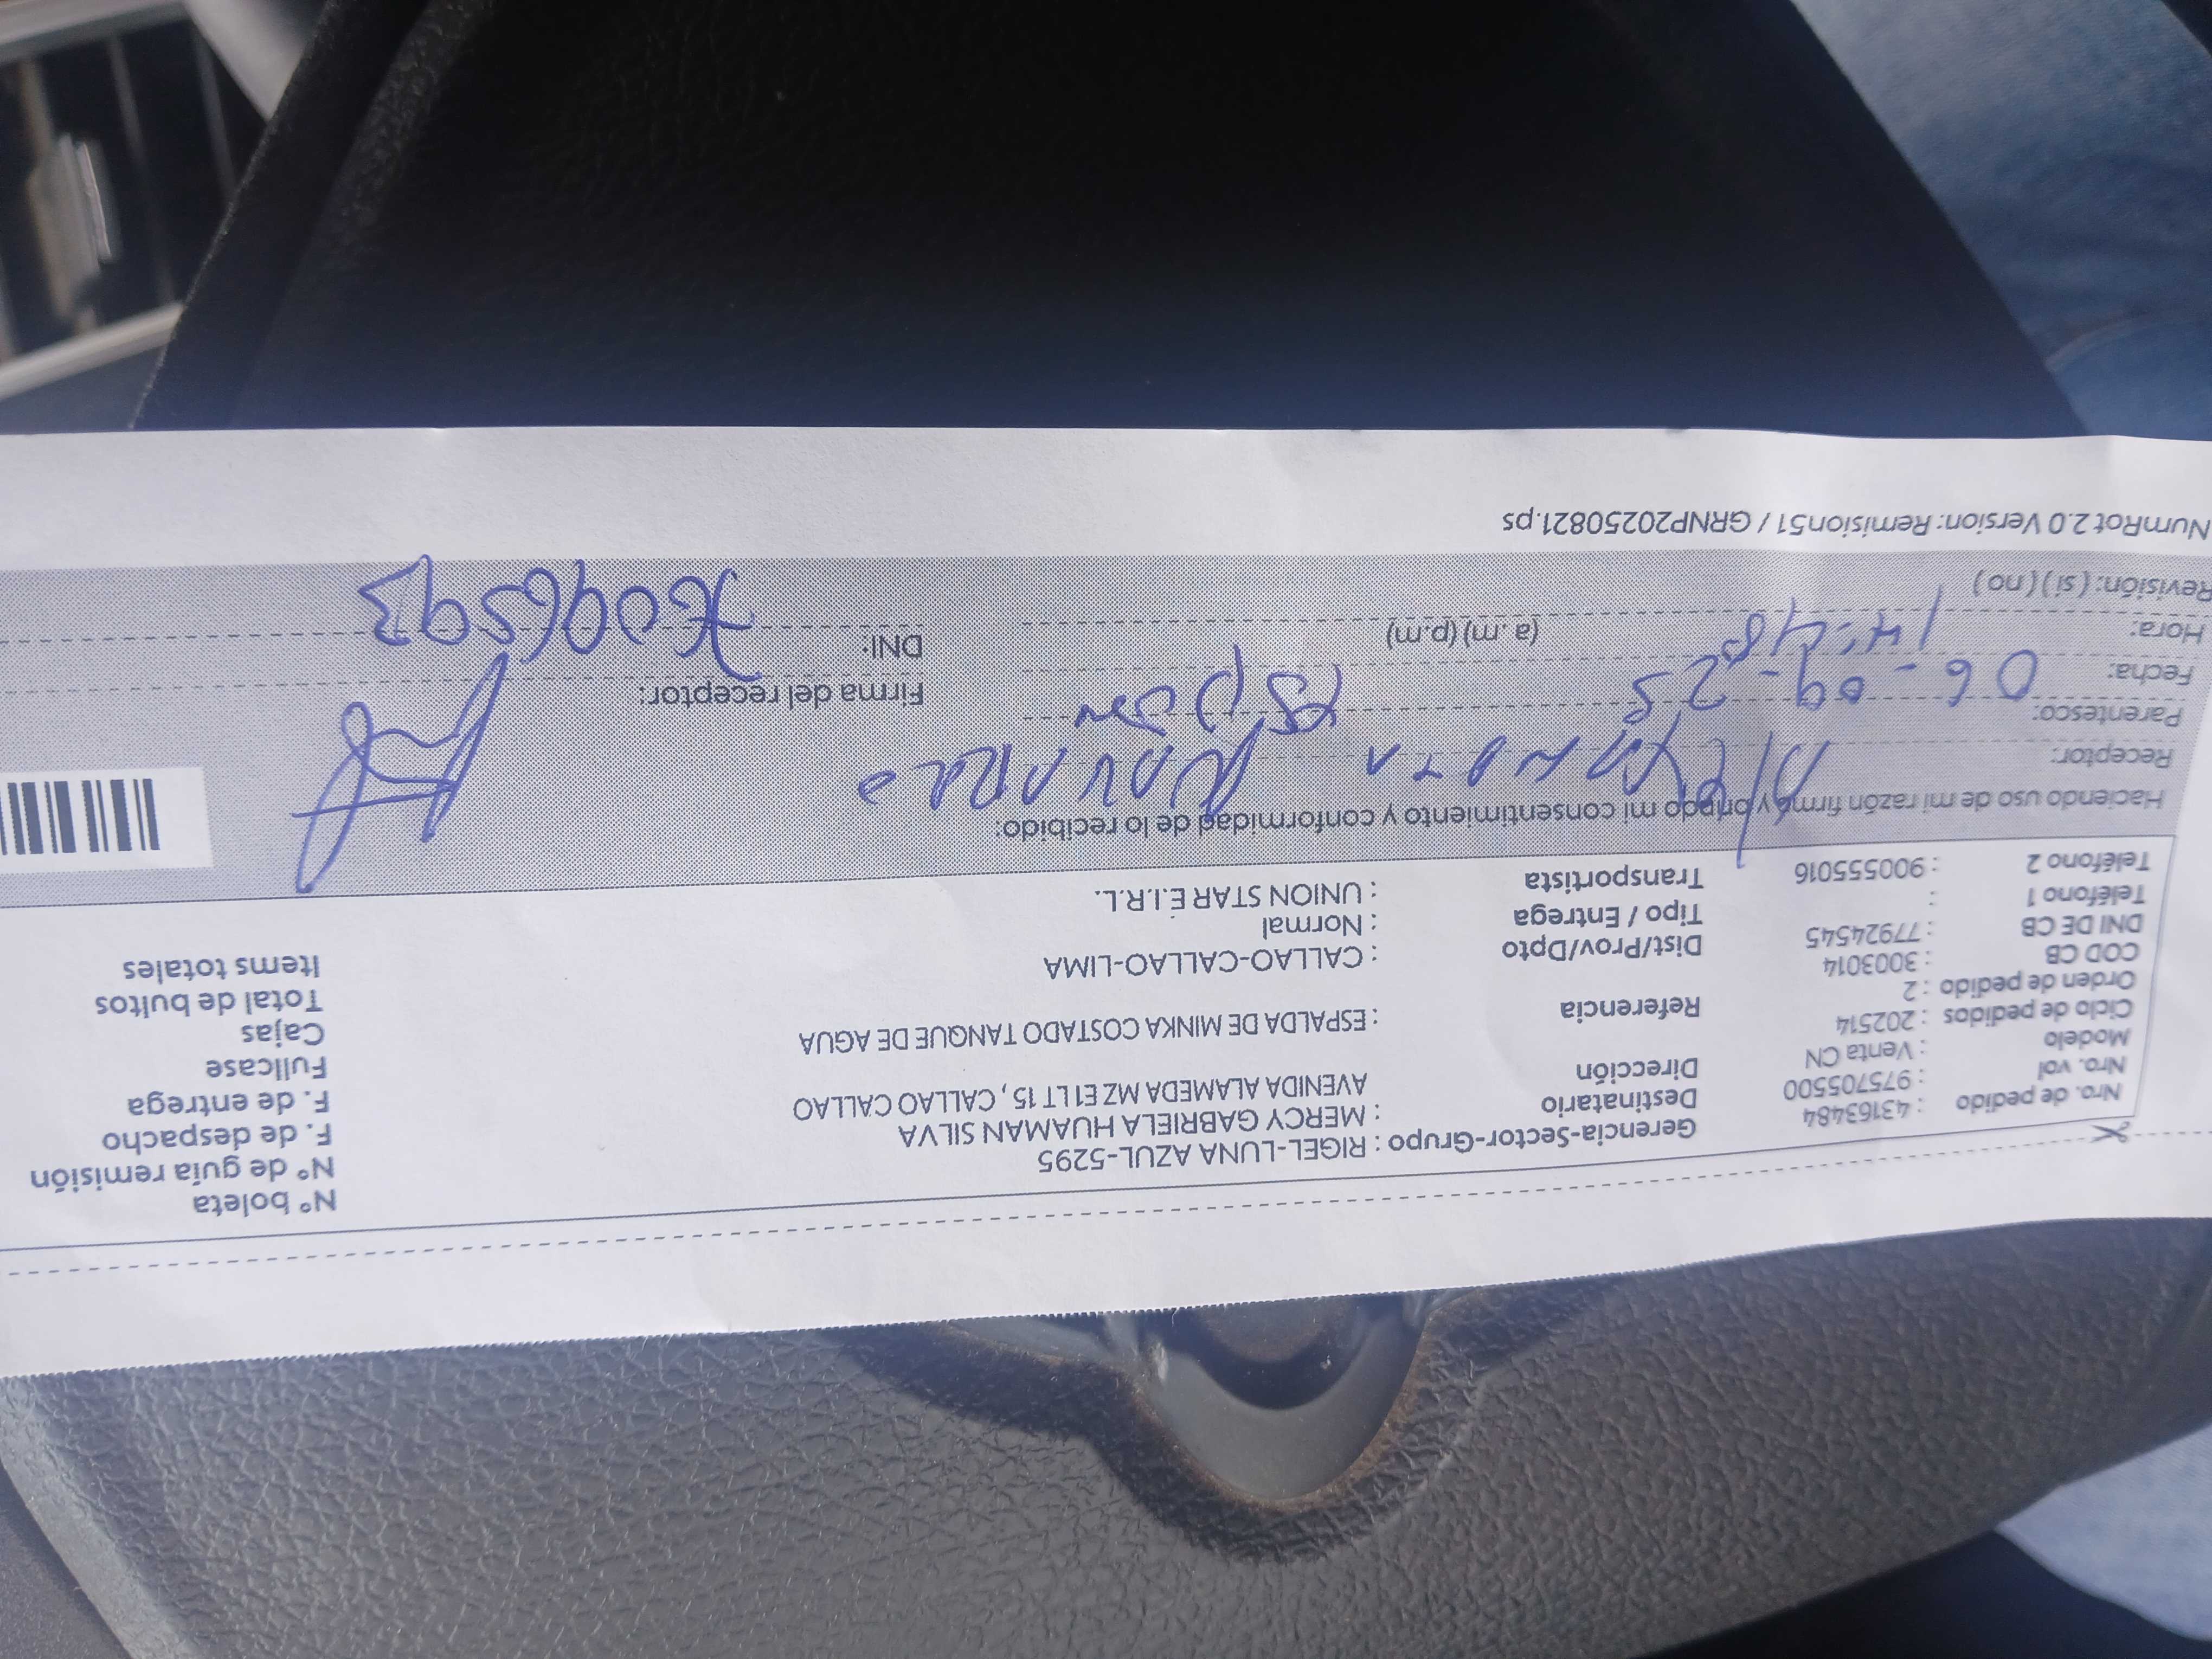 Nro. de pedido : 43163484
Nro. vol : 975705500
Modelo : Venta CN
Ciclo de pedidos : 202514
Orden de pedido : 2
COD CB : 3003014
DNI DE CB : 77924545
Teléfono 1 :
Teléfono 2 : 900555016
Gerencia-Sector-Grupo : RIGEL-LUNA AZUL-5295
Destinatario : MERCY GABRIELA HUAMAN SILVA
Dirección AVENIDA ALAMEDA MZ E1 LT 15 , CALLAO CALLAO
Referencia : ESPALDA DE MINKA COSTADO TANQUE DE AGUA
Dist/Prov/Dpto : CALLAO-CALLAO-LIMA
Tipo / Entrega : Normal
Transportista : UNION STAR E.I.R.L.
N° boleta
N° de guía remisión
F. de despacho
F. de entrega
Fullcase
Cajas
Total de bultos
Items totales
Haciendo uso de mi razón firmo y brindo mi consentimiento y conformidad de lo recibido:
Receptor:
Parentesco:
Fecha: 06-09-25
Hora: 14:48 (a.m) (p.m)
Revisión: ( si ) ( no )
Firma del receptor:
DNI: 76096593
NumRot 2.0 Version: Remision51 / GRNP20250821.ps